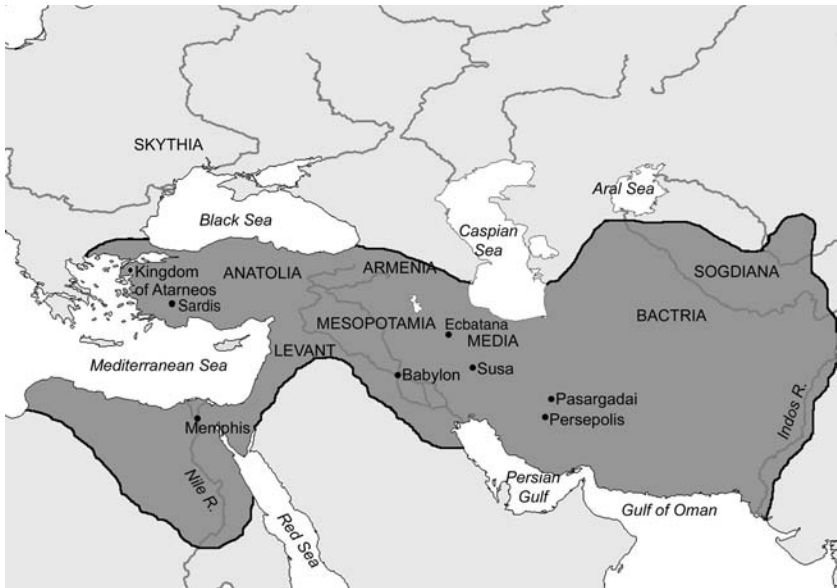 SKYTHIA
Black Sea
Aral Sea
Caspian
Sea
Kingdom
of Atarneos
ANATOLIA
ARMENIA
SOGDIANA
Sardis
BACTRIA
MESOPOTAMIA
Ecbatana
MEDIA
LEVANT
Mediterranean Sea
Babylon
Susa
Pasargadai
Persepolis
Indos R.
Memphis
Nile R.
Red Sea
Persian
Gulf
Gulf of Oman